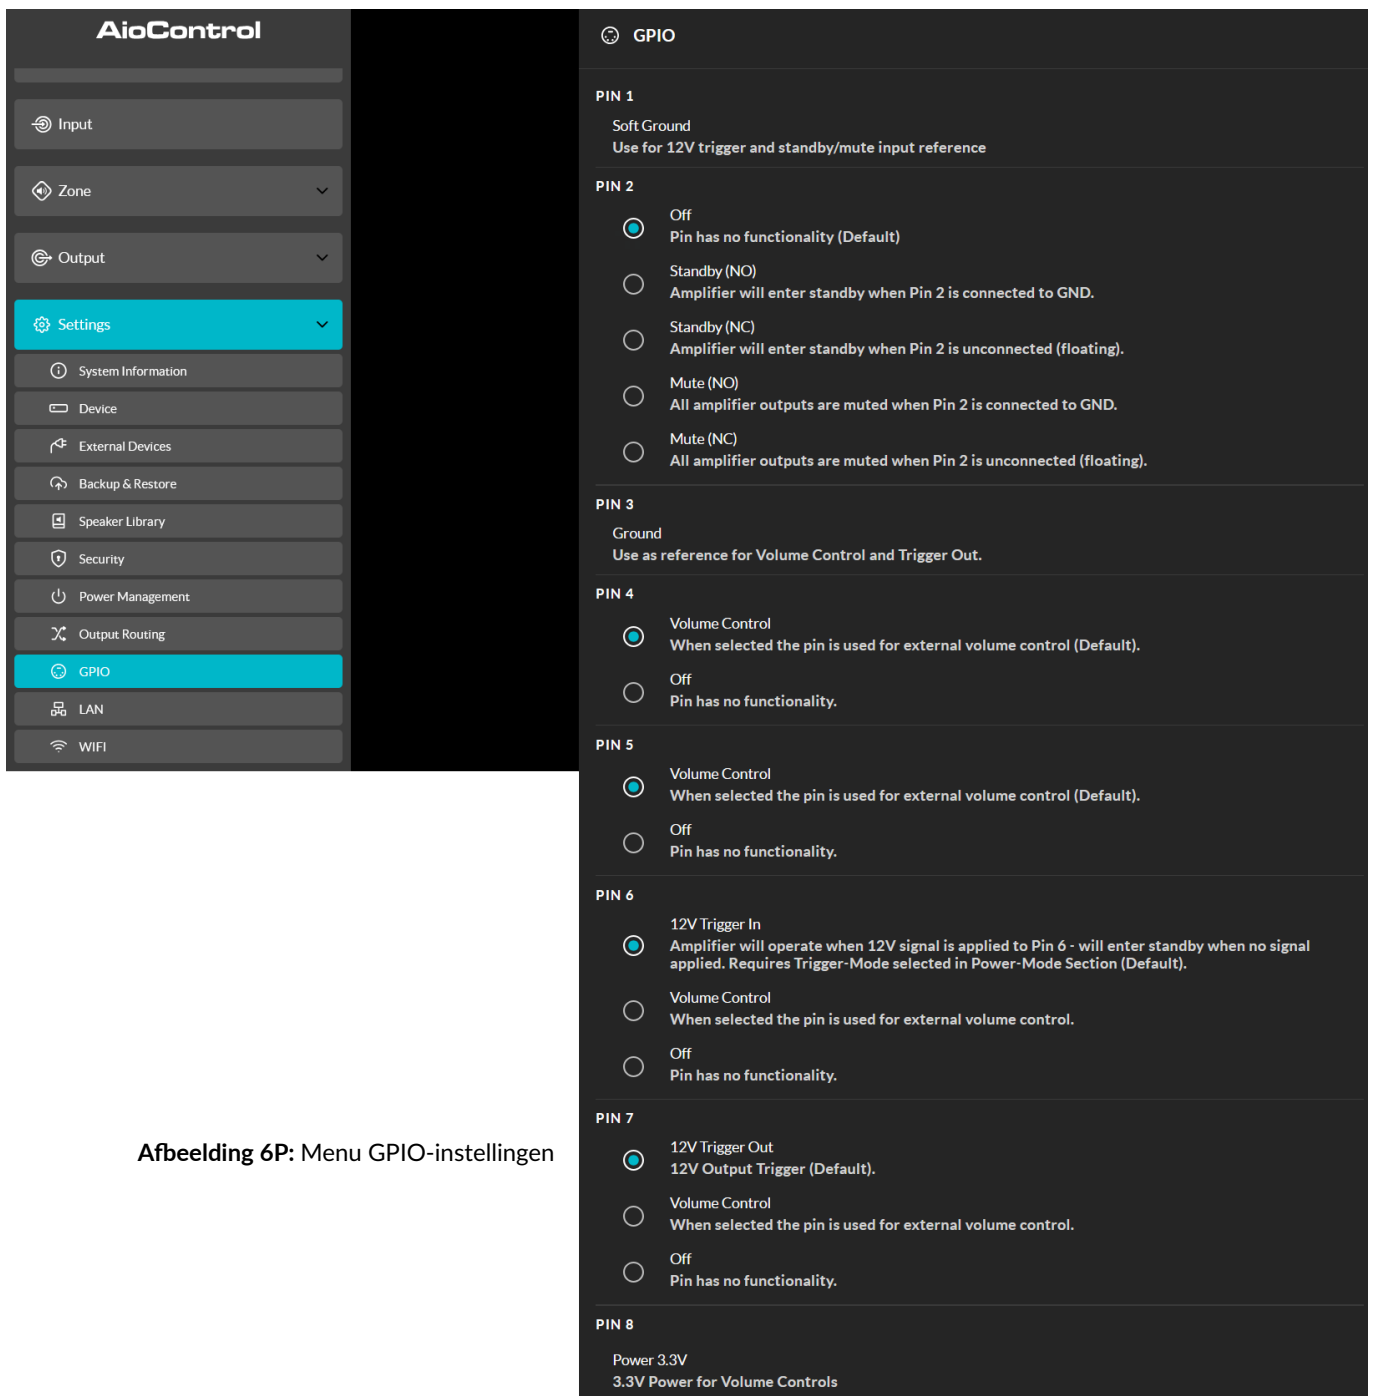 AioControl
Input
Zone
Output
Settings
System Information
Device
External Devices
Backup & Restore
Speaker Library
Security
Power Management
Output Routing
GPIO
LAN
WIFI
Afbeelding 6P: Menu GPIO-instellingen
GPIO
PIN 1
Soft Ground
Use for 12V trigger and standby/mute input reference
PIN 2
Off
Pin has no functionality (Default)
Standby (NO)
Amplifier will enter standby when Pin 2 is connected to GND.
Standby (NC)
Amplifier will enter standby when Pin 2 is unconnected (floating).
Mute (NO)
All amplifier outputs are muted when Pin 2 is connected to GND.
Mute (NC)
All amplifier outputs are muted when Pin 2 is unconnected (floating).
PIN 3
Ground
Use as reference for Volume Control and Trigger Out.
PIN 4
Volume Control
When selected the pin is used for external volume control (Default).
Off
Pin has no functionality.
PIN 5
Volume Control
When selected the pin is used for external volume control (Default).
Off
Pin has no functionality.
PIN 6
12V Trigger In
Amplifier will operate when 12V signal is applied to Pin 6 - will enter standby when no signal
applied. Requires Trigger-Mode selected in Power-Mode Section (Default).
Volume Control
When selected the pin is used for external volume control.
Off
Pin has no functionality.
PIN 7
12V Trigger Out
12V Output Trigger (Default).
Volume Control
When selected the pin is used for external volume control.
Off
Pin has no functionality.
PIN 8
Power 3.3V
3.3V Power for Volume Controls